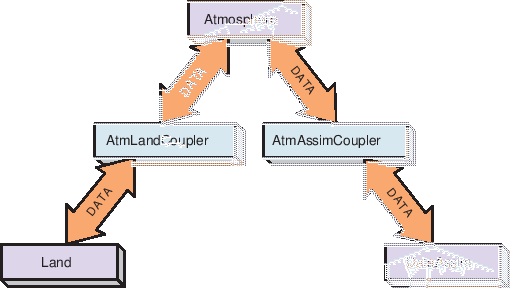 Atmosphere
DATA
DATA
AtmLandCoupler
AtmAssimCoupler
DATA
DATA
Land